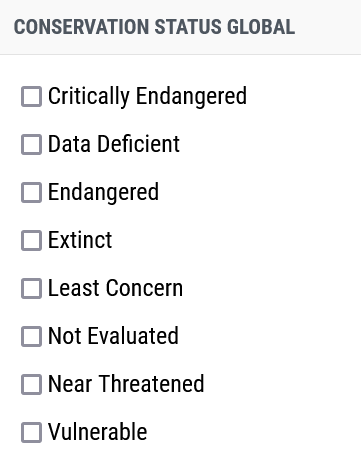 CONSERVATION STATUS GLOBAL
Critically Endangered
Data Deficient
Endangered
Extinct
Least Concern
Not Evaluated
Near Threatened
Vulnerable